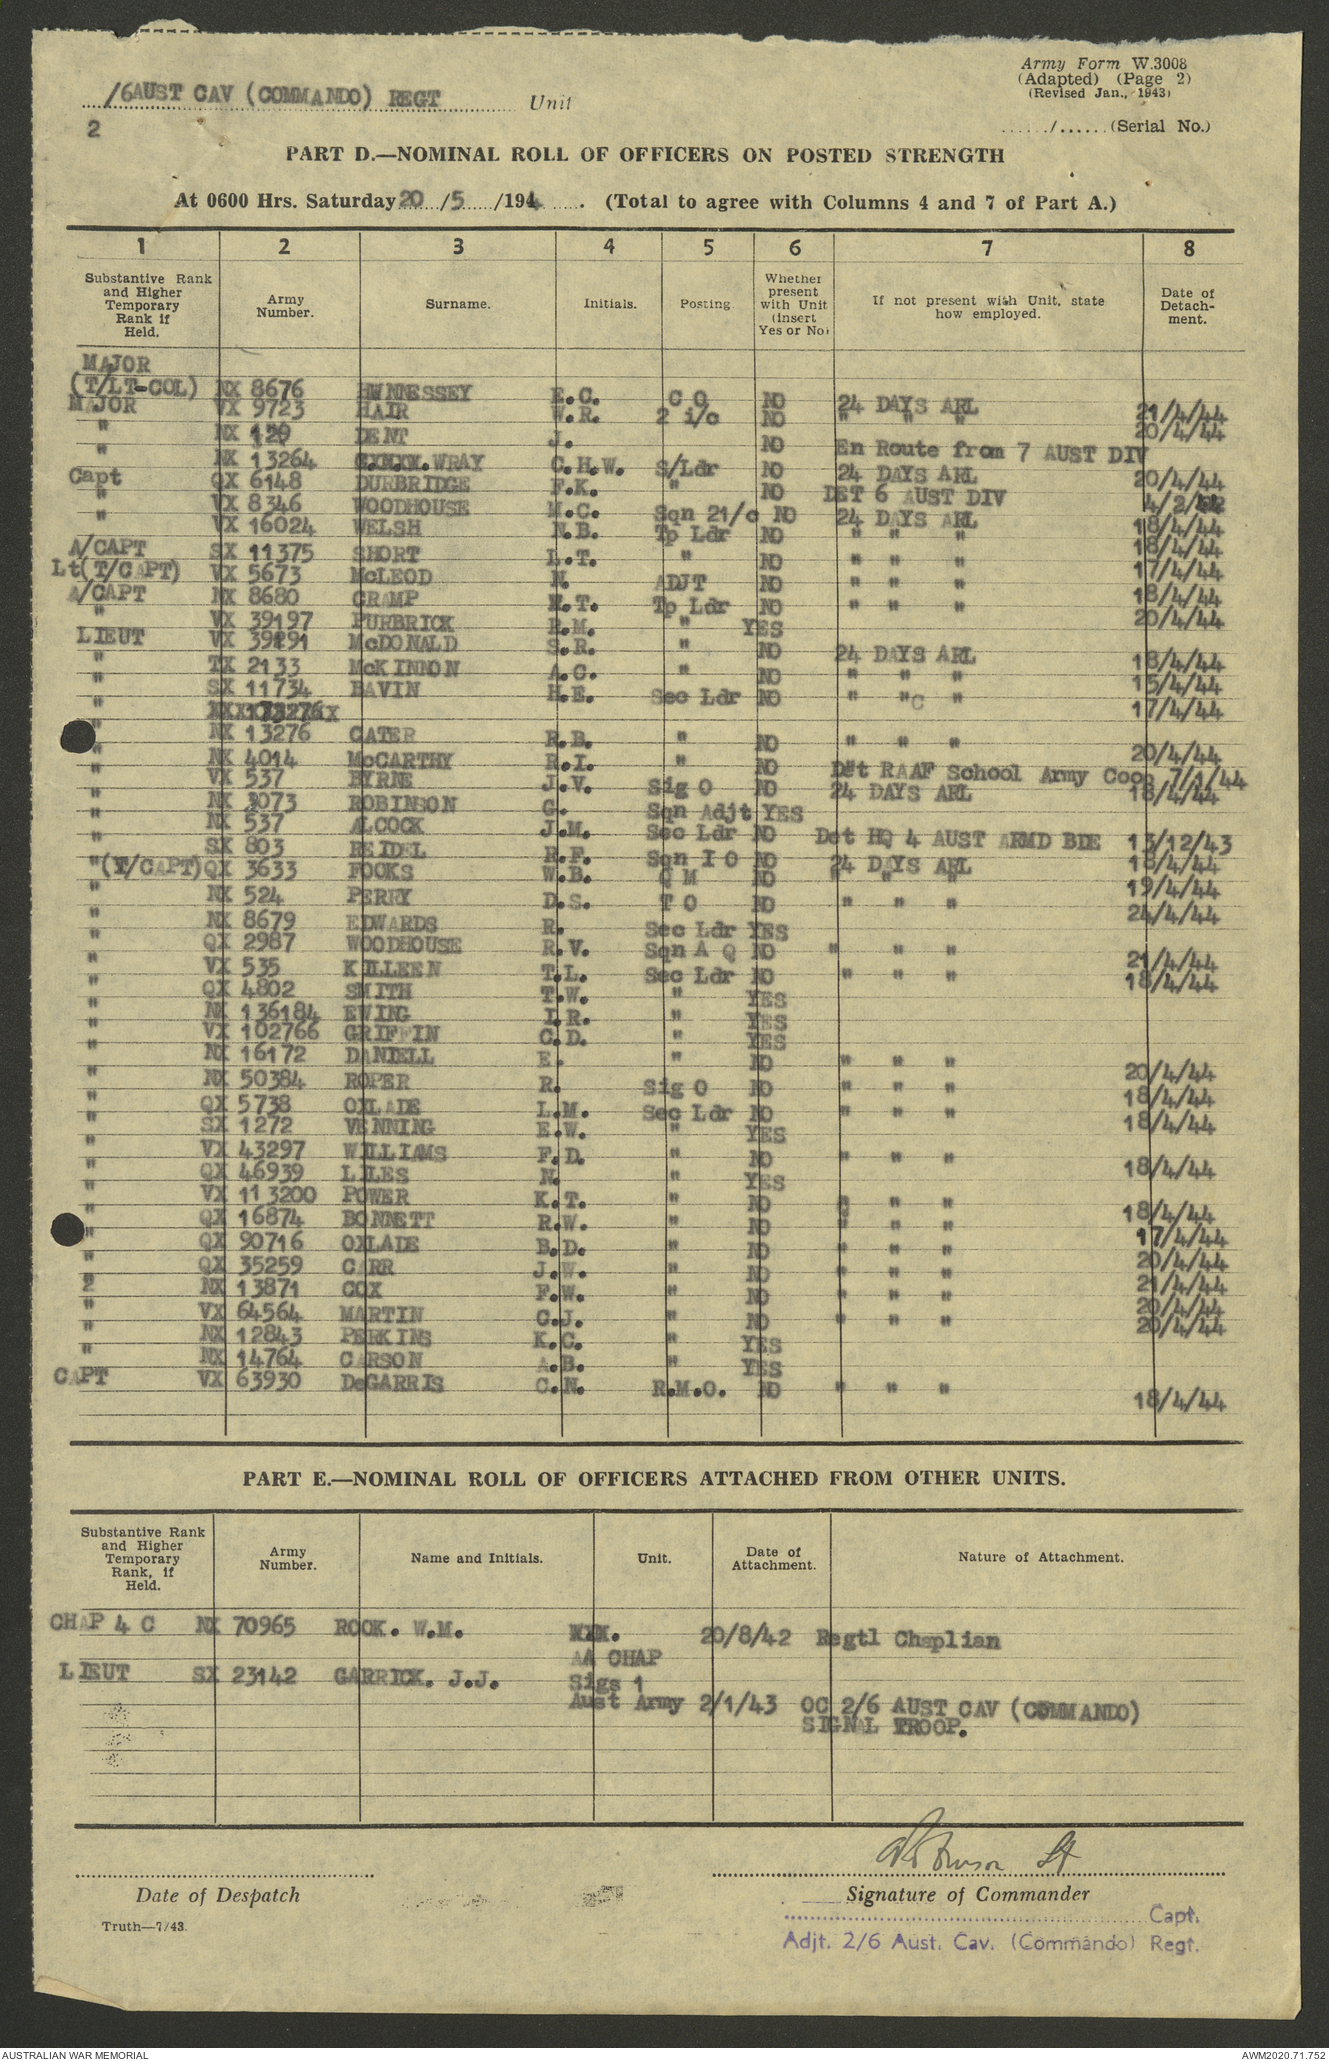 Army Form W.3008
(Adapted) (Page 2)
(Revised Jan., 1943)
/6AUST CAV (COMMANDO) REGT Unit
2
....../......(Serial No.)
PART D.—NOMINAL ROLL OF OFFICERS ON POSTED STRENGTH
At 0600 Hrs. Saturday 20 /5 /194 . (Total to agree with Columns 4 and 7 of Part A.)
1 2 3 4 5 6 7 8
Substantive Rank and Higher Temporary Rank if Held. Army Number. Surname. Initials. Posting Whether present with Unit (insert Yes or No) If not present with Unit, state how employed. Date of Detach-ment.
MAJOR
(T/LT-COL) NX 8676 HWNNESSEY E.C. C O NO 24 DAYS ARL 21/4/44
MAJOR VX 9723 HAIR W.R. 2 i/c NO " " " 20/4/44
" NX 129 DENT J. NO En Route from 7 AUST DIV
" NX 13264 WRAY C.H.W. S/Ldr NO 24 DAYS ARL 20/4/44
Capt QX 6148 DURBRIDGE F.K. " NO DET 6 AUST DIV 4/2/
" VX 8346 WOODHOUSE M.C. Sqn 2i/c NO 24 DAYS ARL 18/4/44
" VX 16024 WELSH N.B. Tp Ldr NO " " " 18/4/44
A/CAPT SX 11375 SHORT L.T. " NO " " " 17/4/44
Lt(T/CAPT) VX 5673 McLEOD N. ADJT NO " " " 18/4/44
A/CAPT NX 8680 CRAMP .T. Tp Ldr NO " " " 20/4/44
" VX 39197 PURBRICK R.M. " YES
LIEUT VX 39291 McDONALD S.R. " NO 24 DAYS ARL 18/4/44
" TX 2133 McKINNON A.C. " NO " " " 15/4/44
" SX 11734 BAVIN H.E. Sec Ldr NO " "C " 17/4/44
" NX 13276 CATER R.B. " NO " " " 20/4/44
" NX 4014 McCARTHY R.I. " NO Det RAAF School Army Coop 7/1/44
" VX 537 BYRNE J.V. Sig O NO 24 DAYS ARL 18/4/44
" NX 3073 ROBINSON G. Sqn Adjt YES
" NX 537 ALCOCK J.M. Sec Ldr NO Det HQ 4 AUST ARMD BDE 13/12/43
" SX 803 REIDEL R.F. Sqn I O NO 24 DAYS ARL 18/4/44
"(T/CAPT) QX 3633 FOOKS W.B. Q M NO " " 19/4/44
" NX 524 PERRY D.S. T O NO " " " 24/4/44
" NX 8679 EDWARDS R. Sec Ldr YES
" QX 2987 WOODHOUSE R.V. Sqn A Q NO " " " 21/4/44
" VX 535 KILLEEN T.L. Sec Ldr NO " " " 18/4/44
" QX 4802 SMITH T.W. " YES
" NX 136184 EWING I.R. " YES
" VX 102766 GRIFFIN C.D. " YES
" NX 16172 DANIELL E. " NO " " " 20/4/44
" NX 50384 ROPER R. Sig O NO " " " 18/4/44
" QX 5738 OXLADE L.M. Sec Ldr NO " " " 18/4/44
" SX 1272 VENNING E.W. " YES
" VX 43297 WILLIAMS F.D. " NO " " " 18/4/44
" QX 46939 LILES N. " YES
" VX 113200 POWER K.T. " NO " " " 18/4/44
" QX 16874 BONNETT R.W. " NO " " " 17/4/44
" QX 90716 OXLADE B.D. " NO " " " 20/4/44
" QX 35259 CARR J.W. " NO " " " 21/4/44
2 NX 13871 COX F.W. " NO " " " 20/4/44
" VX 64564 MARTIN C.J. " NO " " " 20/4/44
" NX 12843 PERKINS K.C. " YES
" NX 14764 CARSON A.B. " YES
CAPT VX 63930 DeGARRIS C.N. R.M.O. NO " " " 18/4/44
PART E.—NOMINAL ROLL OF OFFICERS ATTACHED FROM OTHER UNITS.
Substantive Rank and Higher Temporary Rank, if Held. Army Number. Name and Initials. Unit. Date of Attachment. Nature of Attachment.
CHAP 4 C NX 70965 ROOK. W.M. XXX. 20/8/42 Regtl Chaplian
AA CHAP
LIEUT SX 23142 GARRICK. J.J. Sigs 1
Aust Army 2/1/43 OC 2/6 AUST CAV (COMMANDO)
SIGNAL TROOP.
Date of Despatch
Signature of Commander
Capt.
Truth—7/43.
Adjt. 2/6 Aust. Cav. (Commando) Regt.
AUSTRALIAN WAR MEMORIAL AWM2020.71.752